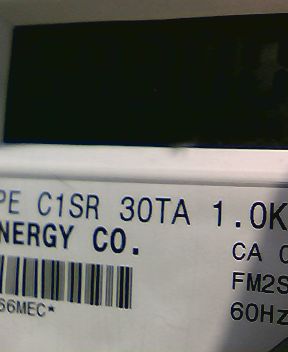 PE C1SR 30TA 1.0K
NERGY CO.
CA
FM2S
66MEC*
60Hz